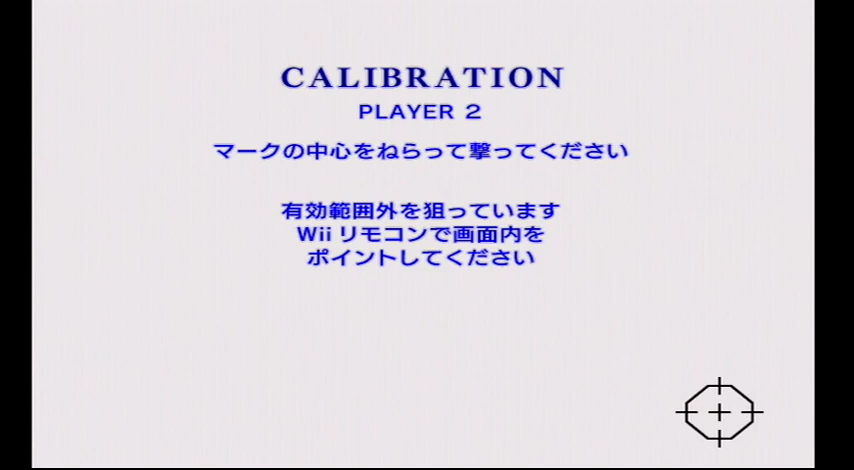 CALIBRATION
PLAYER 2
マークの中心をねらって撃ってください
有効範囲外を狙っています
Wii リモコンで画面内を
ポイントしてください